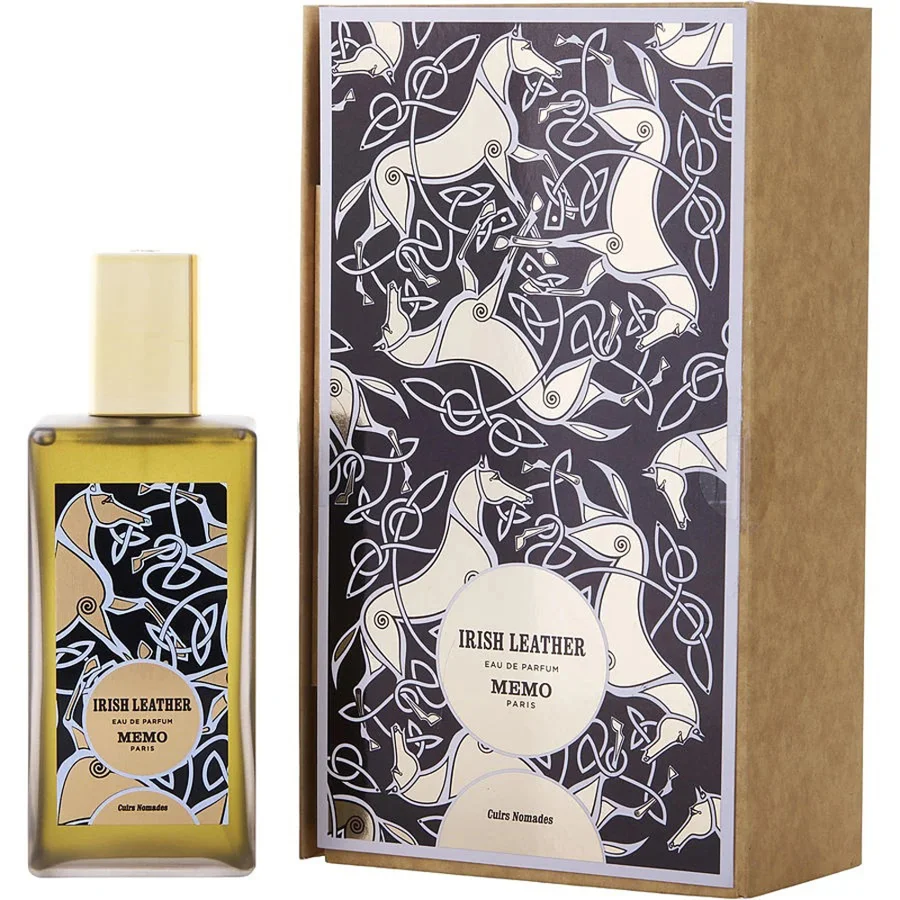 IRISH LEATHER
EAU DE PARFUM
MEMO
PARIS
Cuirs Nomades
IRISH LEATHER
EAU DE PARFUM
MEMO
PARIS
Cuirs Nomades